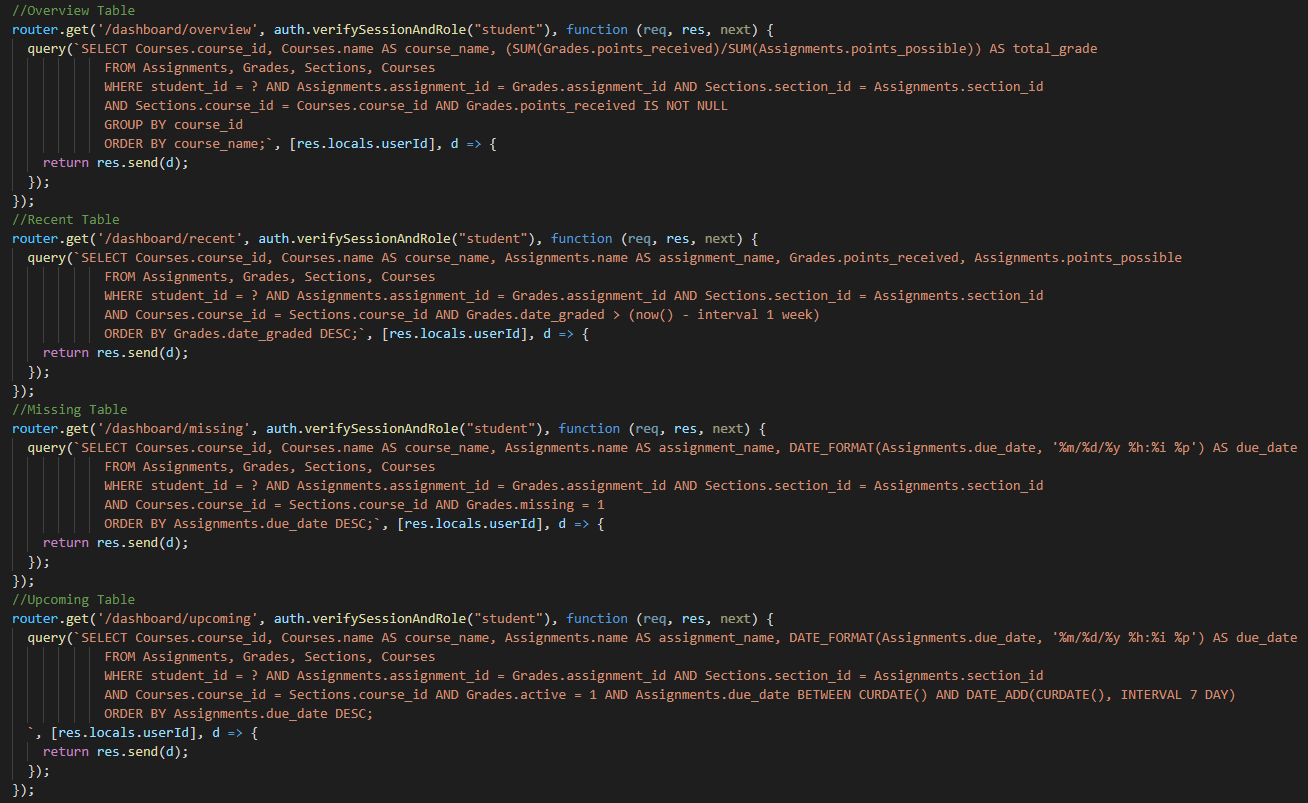 //Overview Table
router.get('/dashboard/overview', auth.verifySessionAndRole("student"), function (req, res, next) {
  query(`SELECT Courses.course_id, Courses.name AS course_name, (SUM(Grades.points_received)/SUM(Assignments.points_possible)) AS total_grade
            FROM Assignments, Grades, Sections, Courses
            WHERE student_id = ? AND Assignments.assignment_id = Grades.assignment_id AND Sections.section_id = Assignments.section_id
            AND Sections.course_id = Courses.course_id AND Grades.points_received IS NOT NULL
            GROUP BY course_id
            ORDER BY course_name;`, [res.locals.userId], d => {
    return res.send(d);
  });
});
//Recent Table
router.get('/dashboard/recent', auth.verifySessionAndRole("student"), function (req, res, next) {
  query(`SELECT Courses.course_id, Courses.name AS course_name, Assignments.name AS assignment_name, Grades.points_received, Assignments.points_possible
            FROM Assignments, Grades, Sections, Courses
            WHERE student_id = ? AND Assignments.assignment_id = Grades.assignment_id AND Sections.section_id = Assignments.section_id
            AND Courses.course_id = Sections.course_id AND Grades.date_graded > (now() - interval 1 week)
            ORDER BY Grades.date_graded DESC;`, [res.locals.userId], d => {
    return res.send(d);
  });
});
//Missing Table
router.get('/dashboard/missing', auth.verifySessionAndRole("student"), function (req, res, next) {
  query(`SELECT Courses.course_id, Courses.name AS course_name, Assignments.name AS assignment_name, DATE_FORMAT(Assignments.due_date, '%m/%d/%y %h:%i %p') AS due_date
            FROM Assignments, Grades, Sections, Courses
            WHERE student_id = ? AND Assignments.assignment_id = Grades.assignment_id AND Sections.section_id = Assignments.section_id
            AND Courses.course_id = Sections.course_id AND Grades.missing = 1
            ORDER BY Assignments.due_date DESC;`, [res.locals.userId], d => {
    return res.send(d);
  });
});
//Upcoming Table
router.get('/dashboard/upcoming', auth.verifySessionAndRole("student"), function (req, res, next) {
  query(`SELECT Courses.course_id, Courses.name AS course_name, Assignments.name AS assignment_name, DATE_FORMAT(Assignments.due_date, '%m/%d/%y %h:%i %p') AS due_date
            FROM Assignments, Grades, Sections, Courses
            WHERE student_id = ? AND Assignments.assignment_id = Grades.assignment_id AND Sections.section_id = Assignments.section_id
            AND Courses.course_id = Sections.course_id AND Grades.active = 1 AND Assignments.due_date BETWEEN CURDATE() AND DATE_ADD(CURDATE(), INTERVAL 7 DAY)
            ORDER BY Assignments.due_date DESC;
  `, [res.locals.userId], d => {
    return res.send(d);
  });
});